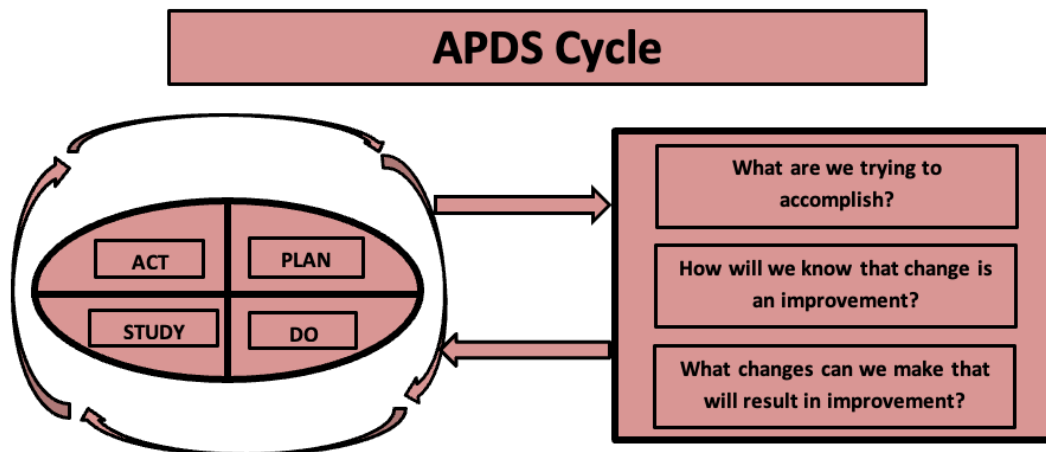 APDS Cycle
ACT
PLAN
STUDY
DO
What are we trying to
accomplish?
How will we know that change is
an improvement?
What changes can we make that
will result in improvement?